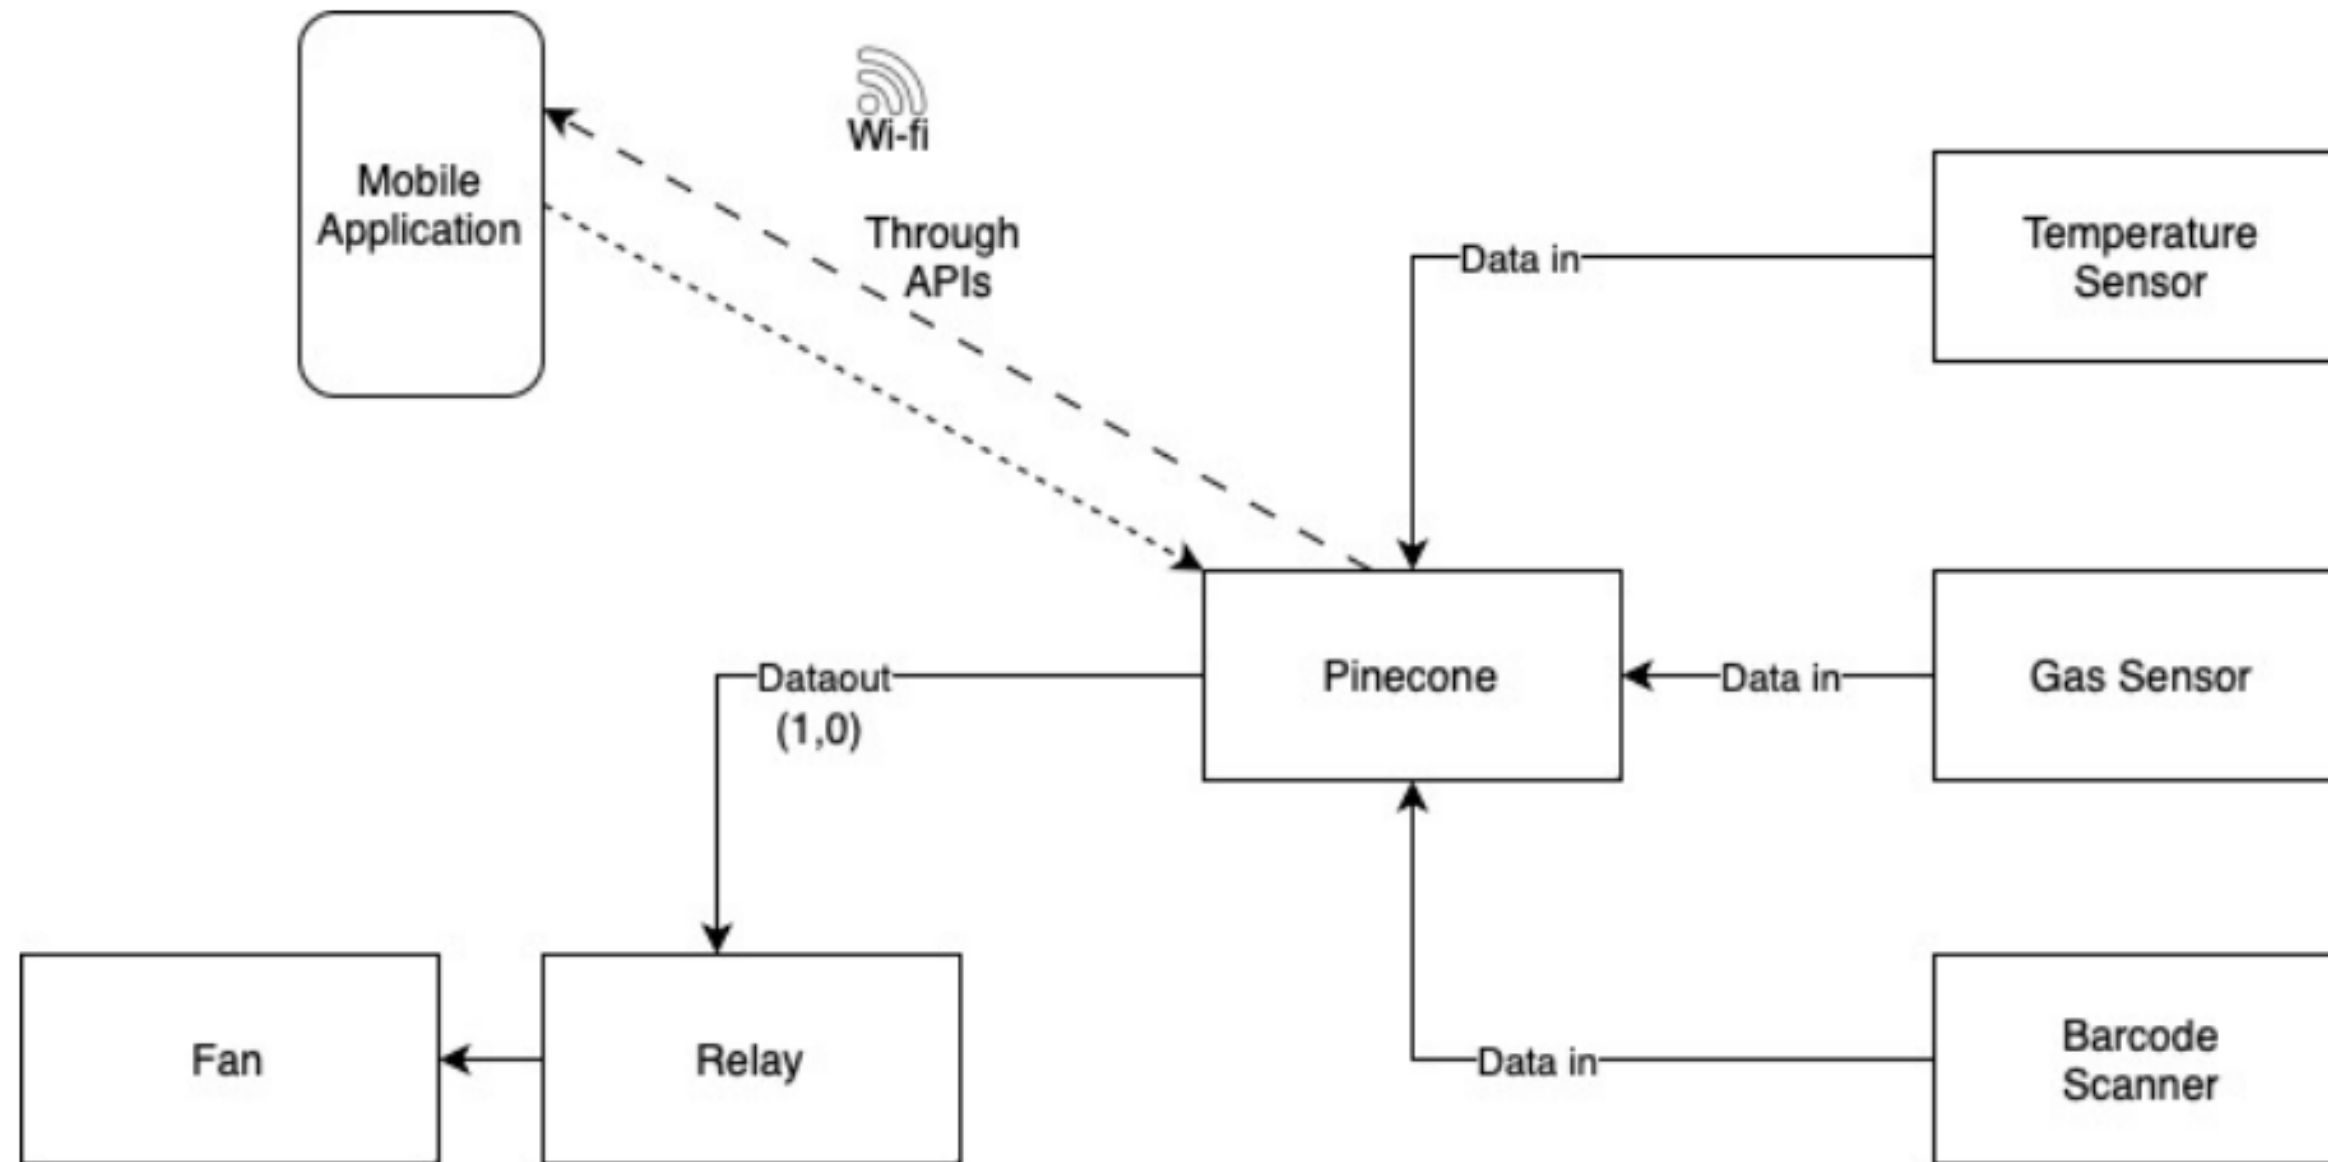 Wi-fi
Mobile
Application
Through
APIs
Data in
Temperature
Sensor
Dataout
(1,0)
Pinecone
Data in
Gas Sensor
Fan
Relay
Data in
Barcode
Scanner